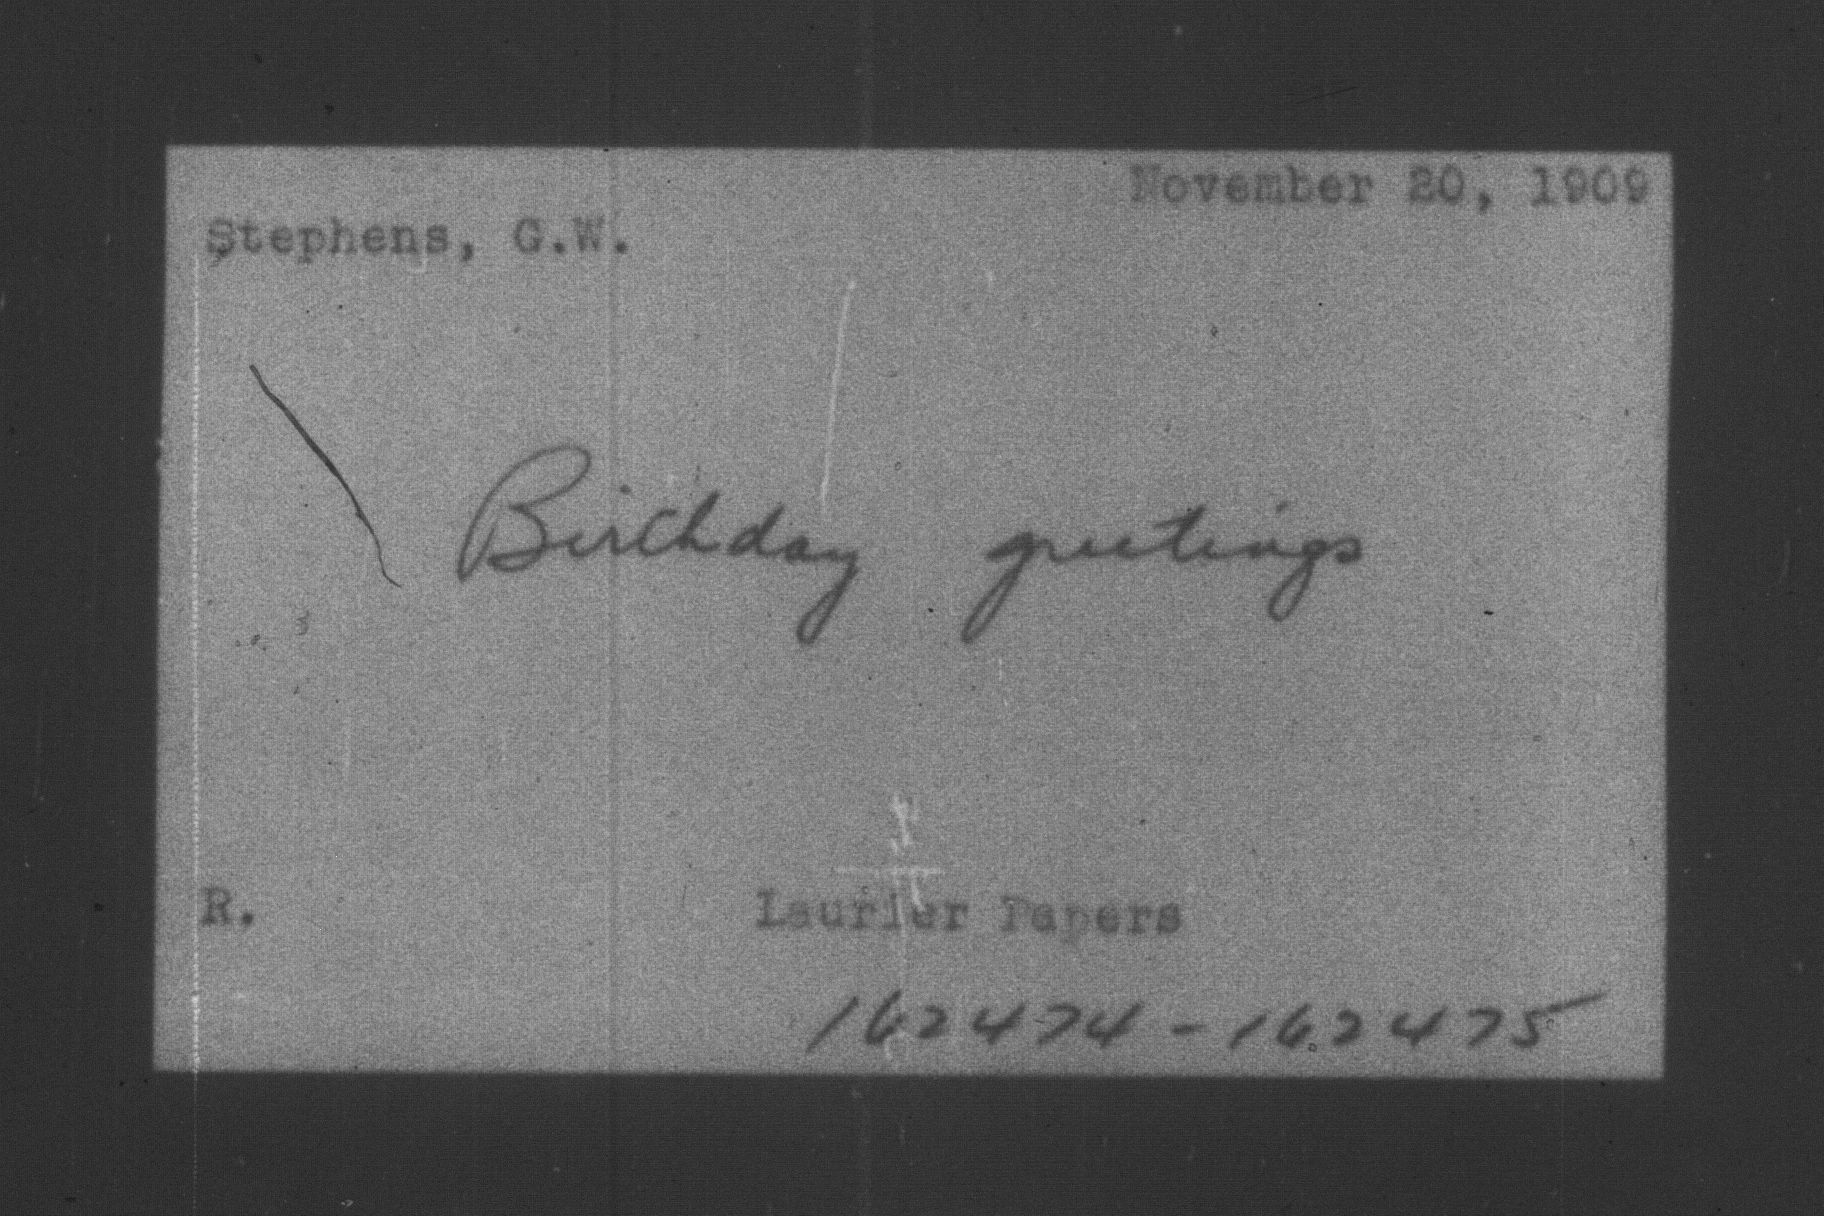 November 20, 1909
Stephens, G.W.
Birthday greetings
R.
Laurier Papers
162474-162475